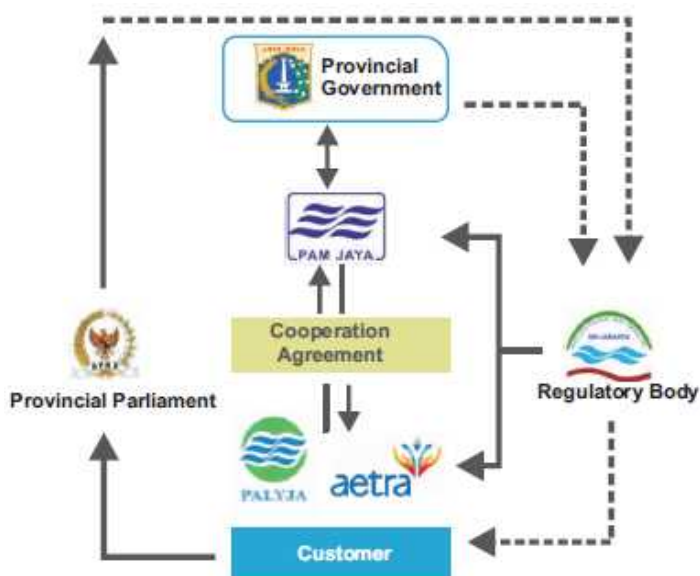 Provincial
Government
PAM JAYA
Cooperation
Agreement
Provincial Parliament
Regulatory Body
PALYJA
aetra
Customer